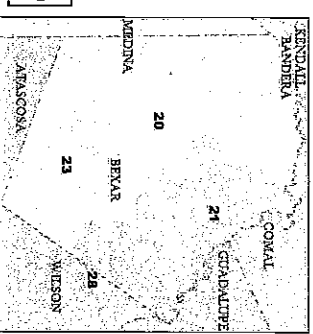 KENDALL
BANDERA
COMAL
GUADALUPE
21
MEDINA
20
BEXAR
28
WILSON
23
ATASCOSA